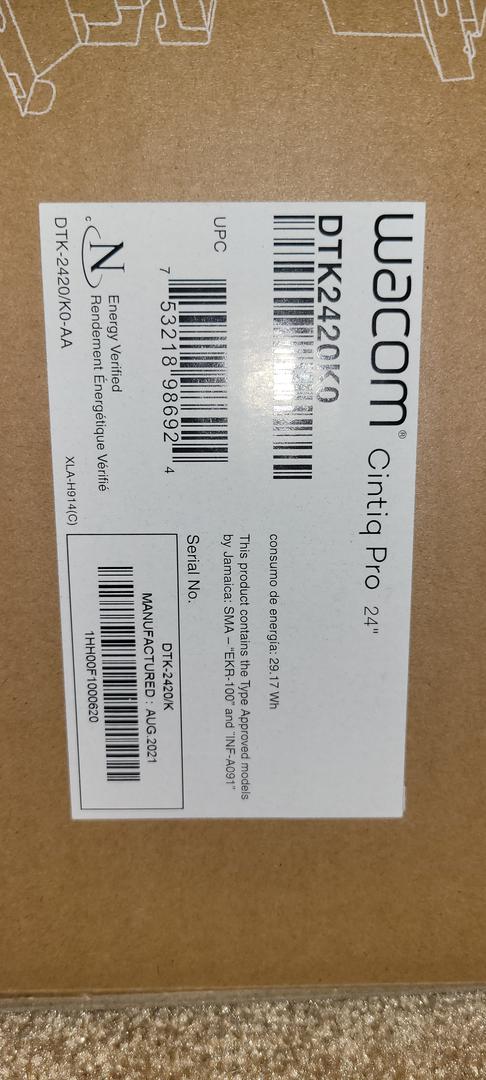 wacom® Cintiq Pro 24"
DTK2420K0
consumo de energía: 29.17 Wh
This product contains the Type Approved models
by Jamaica: SMA – "EKR-100" and "INF-A091"
UPC
7 53218 98692 4
Serial No.
DTK-2420/K
MANUFACTURED : AUG.2021
1HH00F1000620
N
Energy Verified
Rendement Énergétique Vérifié
DTK-2420/K0-AA
XLA-H914(C)